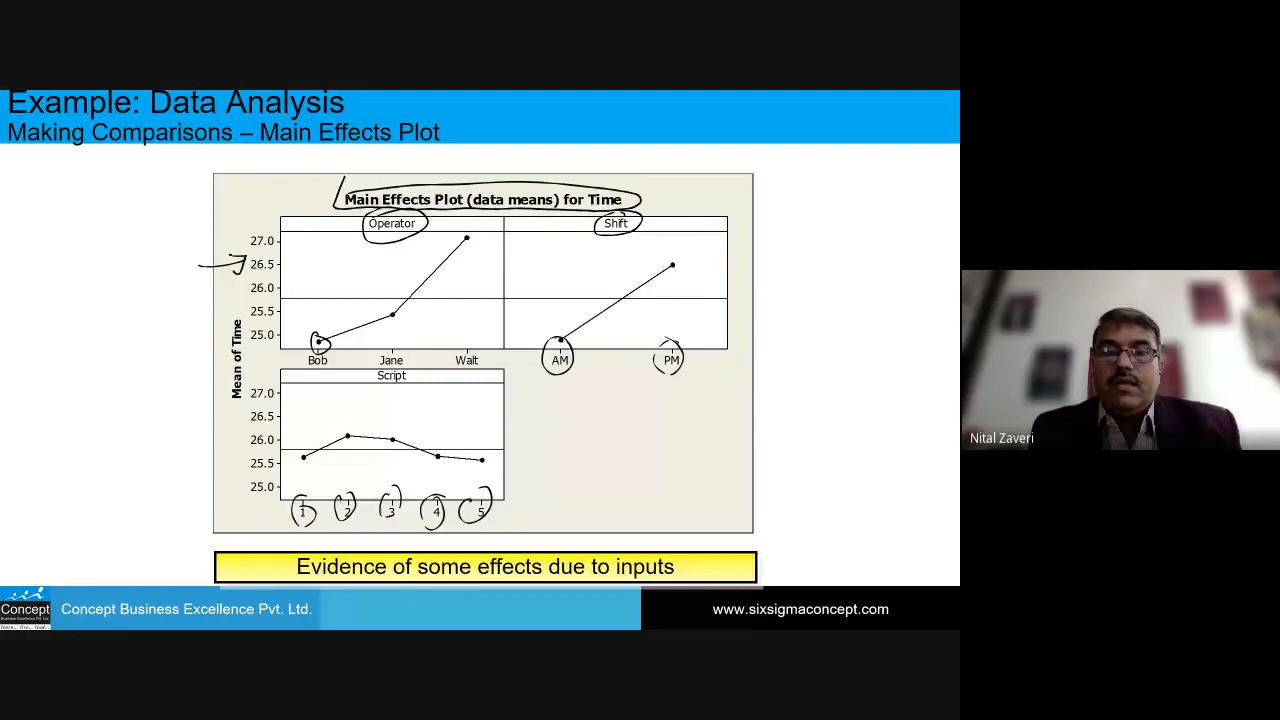 Example: Data Analysis
Making Comparisons – Main Effects Plot
Main Effects Plot (data means) for Time
Operator
Shift
27.0
26.5
26.0
25.5
25.0
Bob
Jane
Walt
AM
PM
Mean of Time
Script
27.0
26.5
26.0
25.5
25.0
1
2
3
4
5
Evidence of some effects due to inputs
Concept
Concept Business Excellence Pvt. Ltd.
www.sixsigmaconcept.com
Nital Zaveri